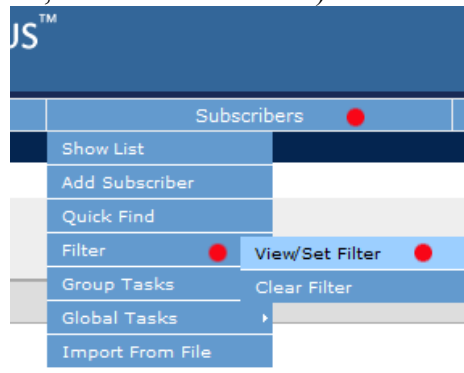 US™
Subscribers
Show List
Add Subscriber
Quick Find
Filter
View/Set Filter
Group Tasks
Clear Filter
Global Tasks
Import From File